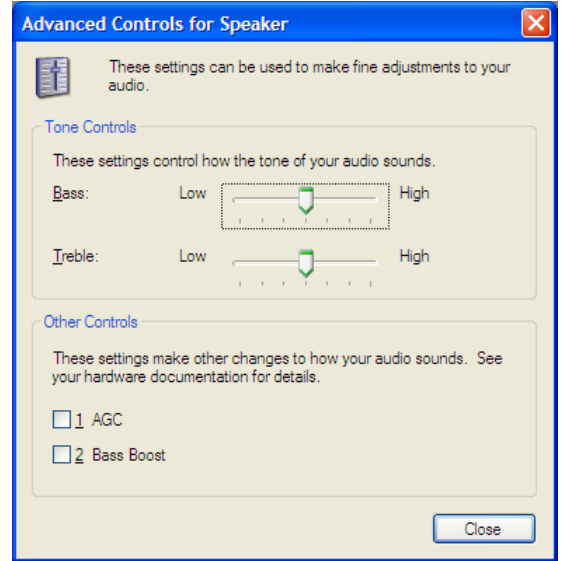 Advanced Controls for Speaker
These settings can be used to make fine adjustments to your
audio.
Tone Controls
These settings control how the tone of your audio sounds.
Bass: Low High
Treble: Low High
Other Controls
These settings make other changes to how your audio sounds.  See
your hardware documentation for details.
1 AGC
2 Bass Boost
Close